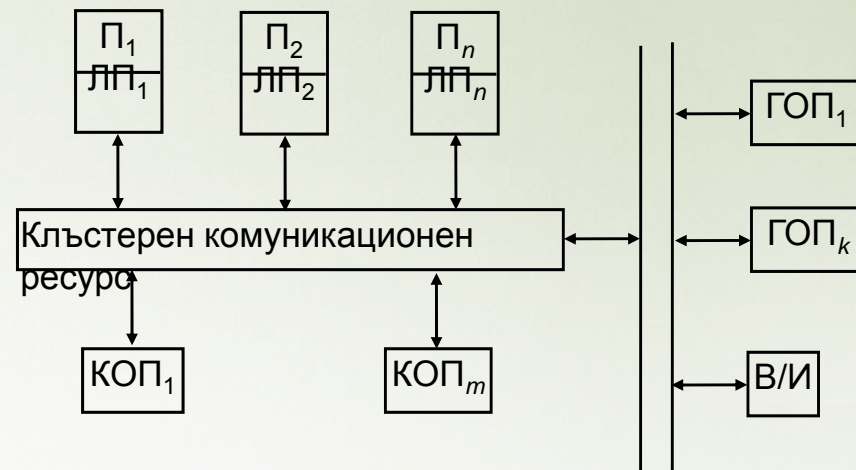 П₁
ЛП₁
П₂
ЛП₂
Пₙ
ЛПₙ
ГОП₁
Клъстерен комуникационен
ресурс
ГОПₖ
КОП₁
КОПₘ
В/И